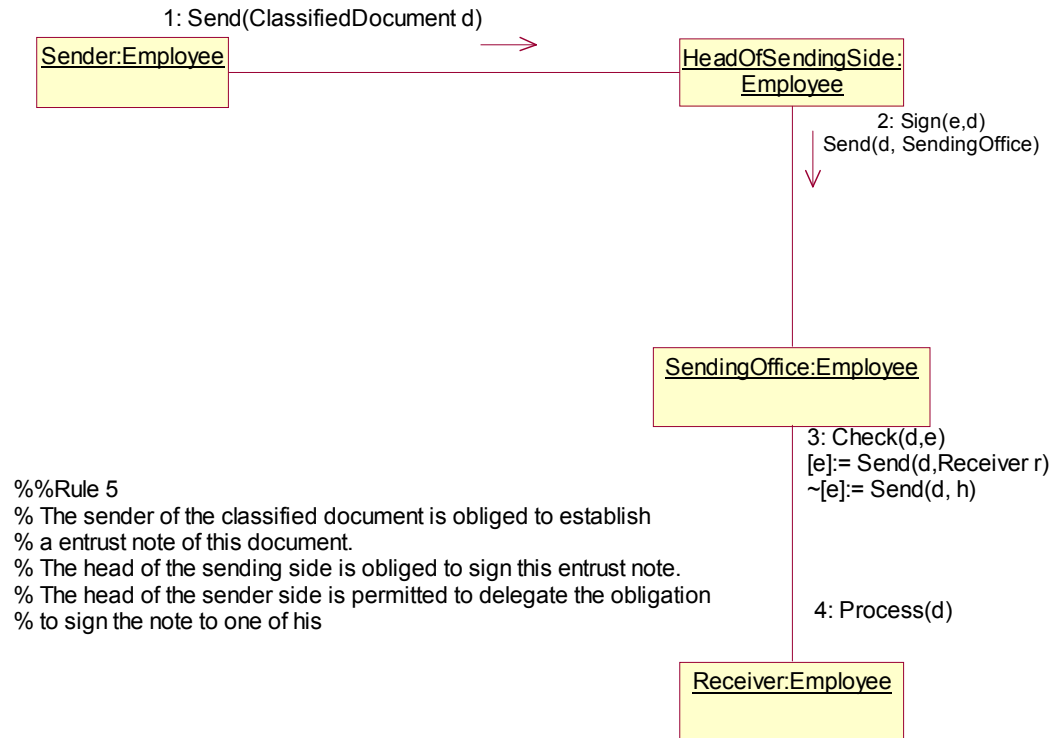 1: Send(ClassifiedDocument d)
Sender:Employee
HeadOfSendingSide:
Employee
2: Sign(e,d)
Send(d, SendingOffice)
SendingOffice:Employee
3: Check(d,e)
[e]:= Send(d,Receiver r)
~[e]:= Send(d, h)
%%Rule 5
% The sender of the classified document is obliged to establish
% a entrust note of this document.
% The head of the sending side is obliged to sign this entrust note.
% The head of the sender side is permitted to delegate the obligation
% to sign the note to one of his
4: Process(d)
Receiver:Employee